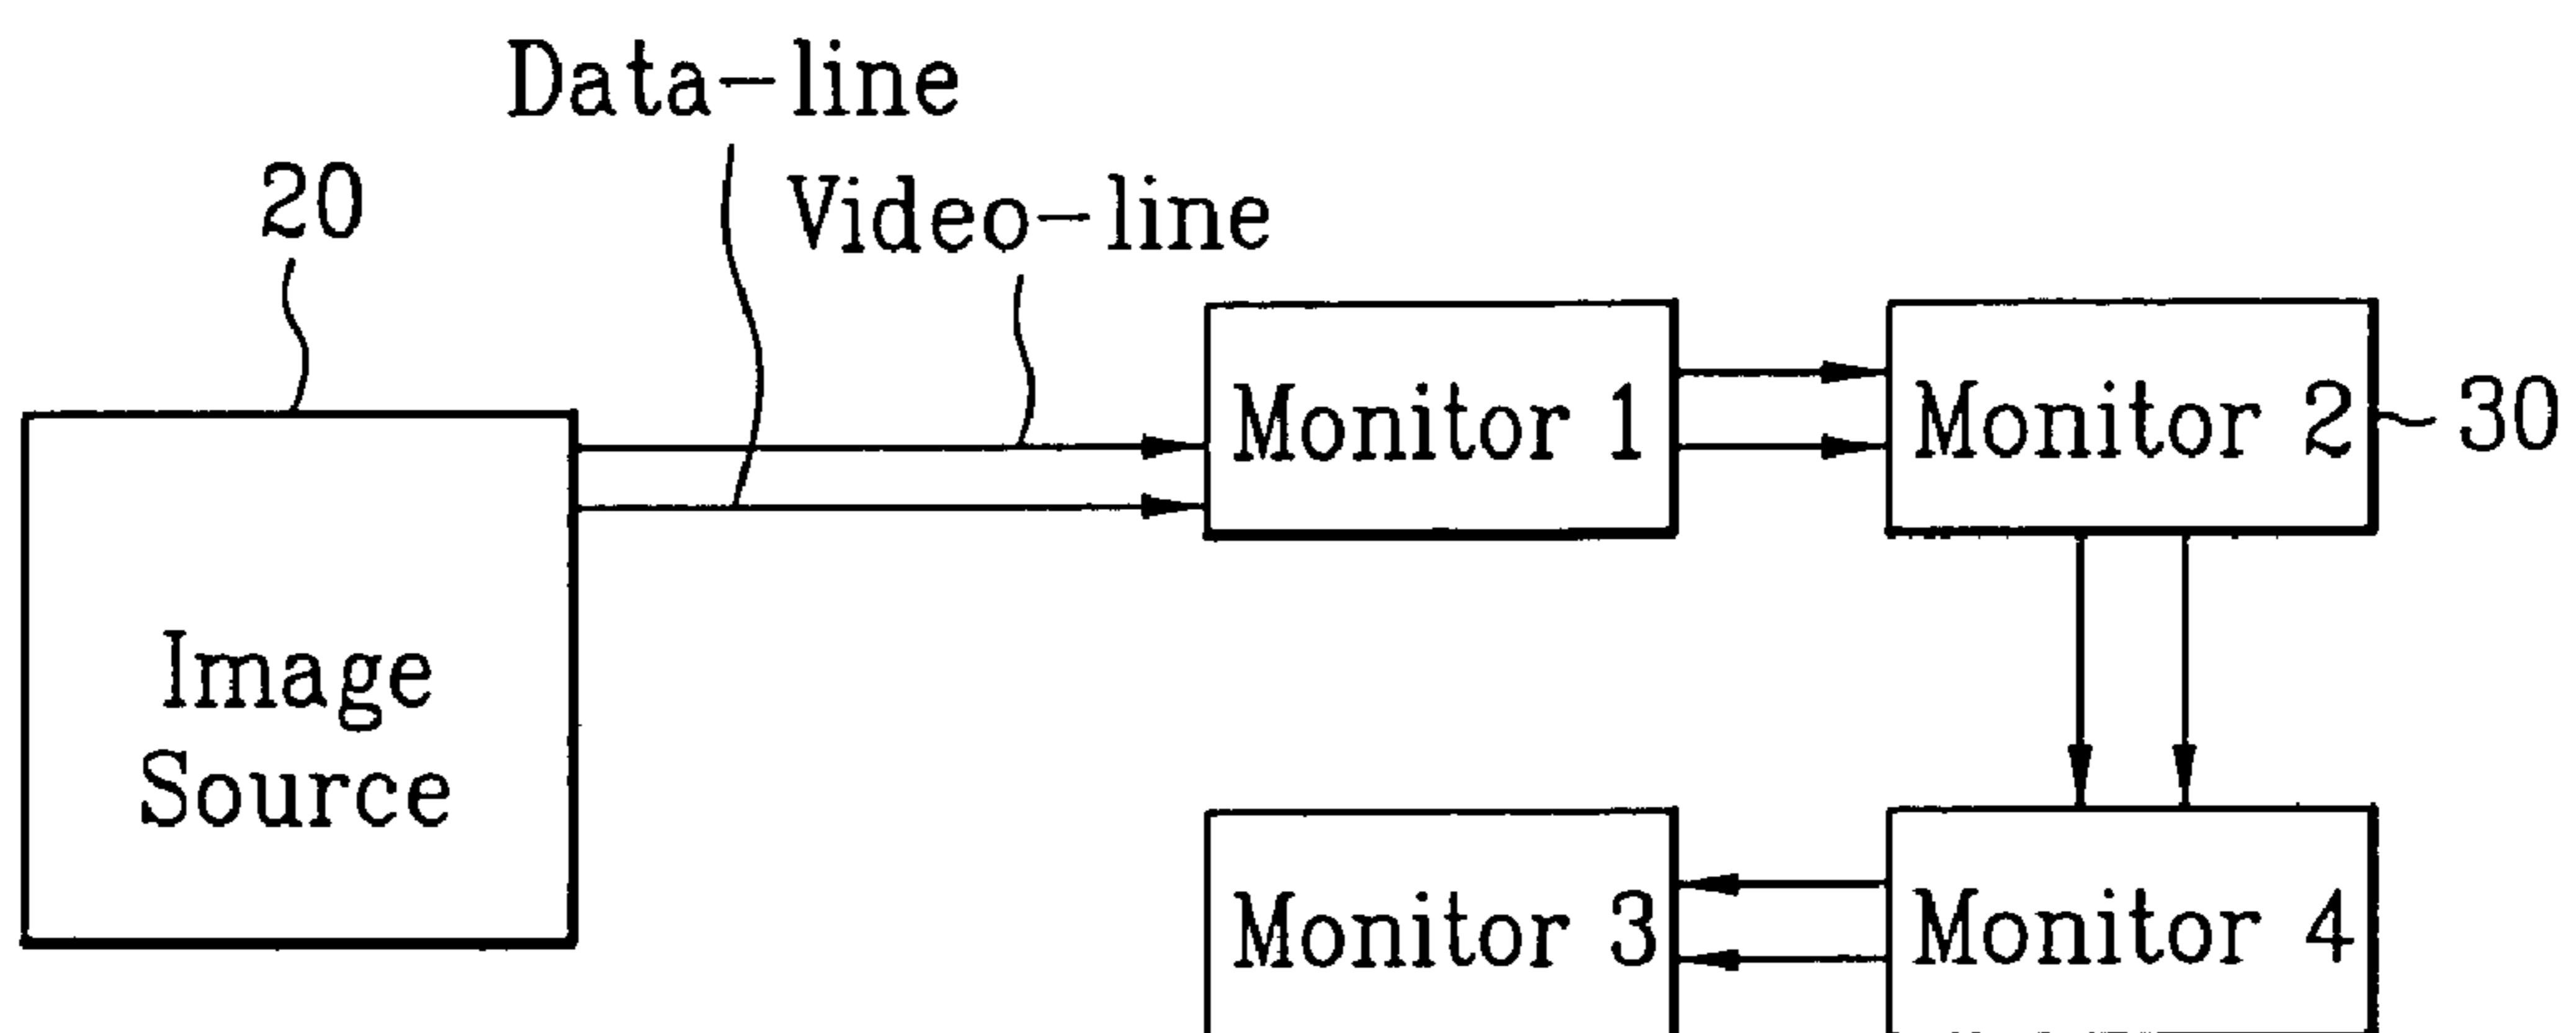 Data-line
20
Video-line
Monitor 1
Monitor 2
30
Image
Source
Monitor 3
Monitor 4